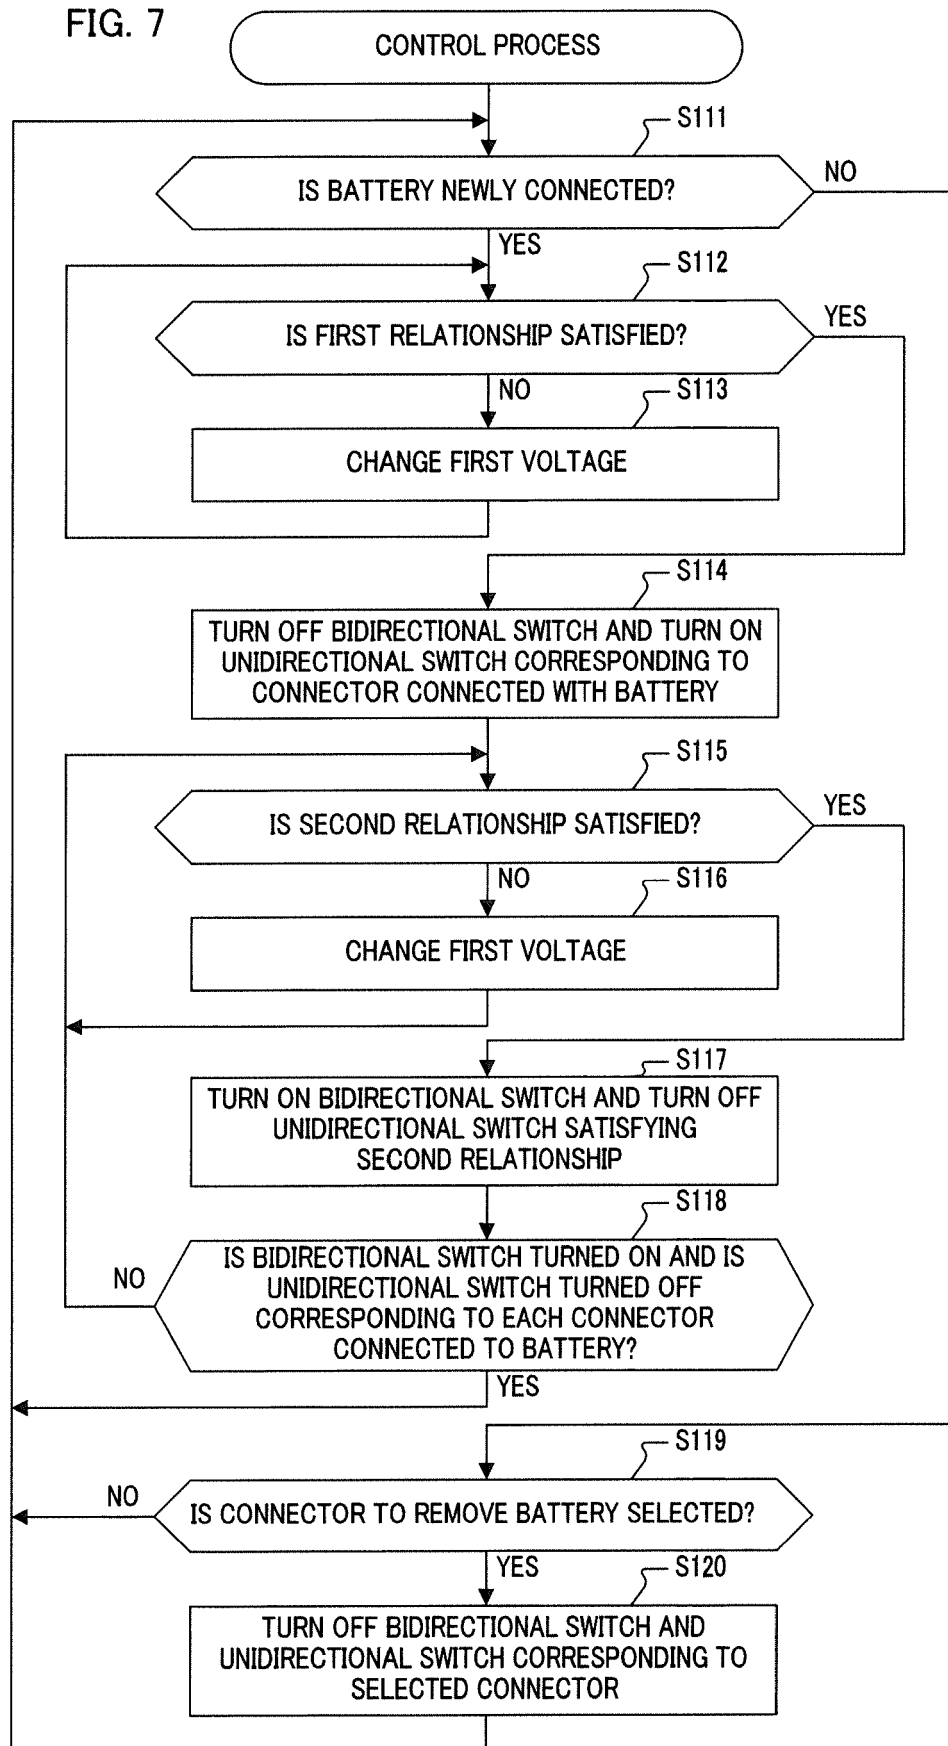 FIG. 7
CONTROL PROCESS
S111
IS BATTERY NEWLY CONNECTED?
NO
YES
S112
IS FIRST RELATIONSHIP SATISFIED?
YES
NO
S113
CHANGE FIRST VOLTAGE
S114
TURN OFF BIDIRECTIONAL SWITCH AND TURN ON
UNIDIRECTIONAL SWITCH CORRESPONDING TO
CONNECTOR CONNECTED WITH BATTERY
S115
IS SECOND RELATIONSHIP SATISFIED?
YES
NO
S116
CHANGE FIRST VOLTAGE
S117
TURN ON BIDIRECTIONAL SWITCH AND TURN OFF
UNIDIRECTIONAL SWITCH SATISFYING
SECOND RELATIONSHIP
S118
IS BIDIRECTIONAL SWITCH TURNED ON AND IS
UNIDIRECTIONAL SWITCH TURNED OFF
CORRESPONDING TO EACH CONNECTOR
CONNECTED TO BATTERY?
NO
YES
S119
IS CONNECTOR TO REMOVE BATTERY SELECTED?
NO
YES
S120
TURN OFF BIDIRECTIONAL SWITCH AND
UNIDIRECTIONAL SWITCH CORRESPONDING TO
SELECTED CONNECTOR